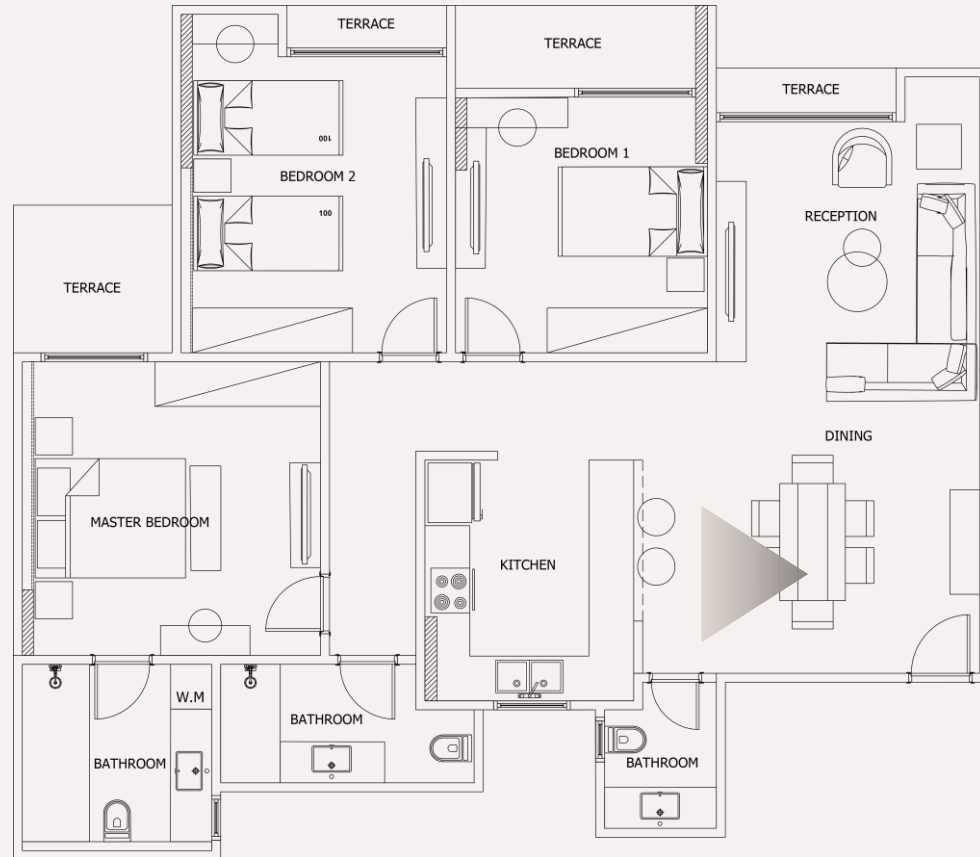 TERRACE
TERRACE
TERRACE
BEDROOM 1
100
BEDROOM 2
100
RECEPTION
TERRACE
DINING
MASTER BEDROOM
KITCHEN
W.M
BATHROOM
BATHROOM
BATHROOM